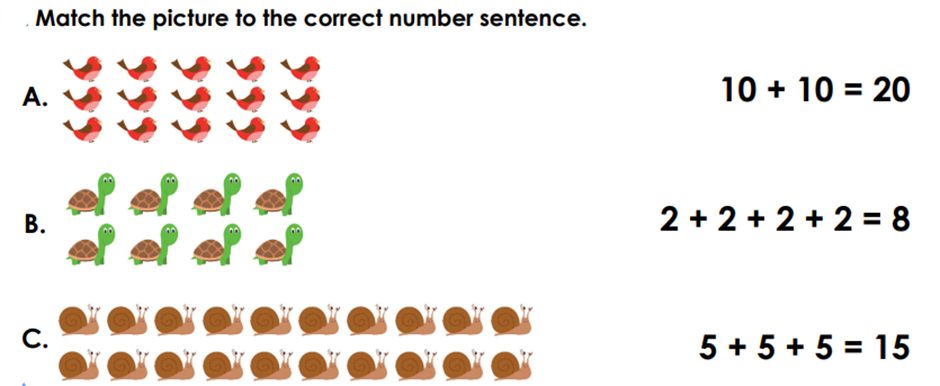 Match the picture to the correct number sentence.
A.
10 + 10 = 20
B.
2 + 2 + 2 + 2 = 8
C.
5 + 5 + 5 = 15